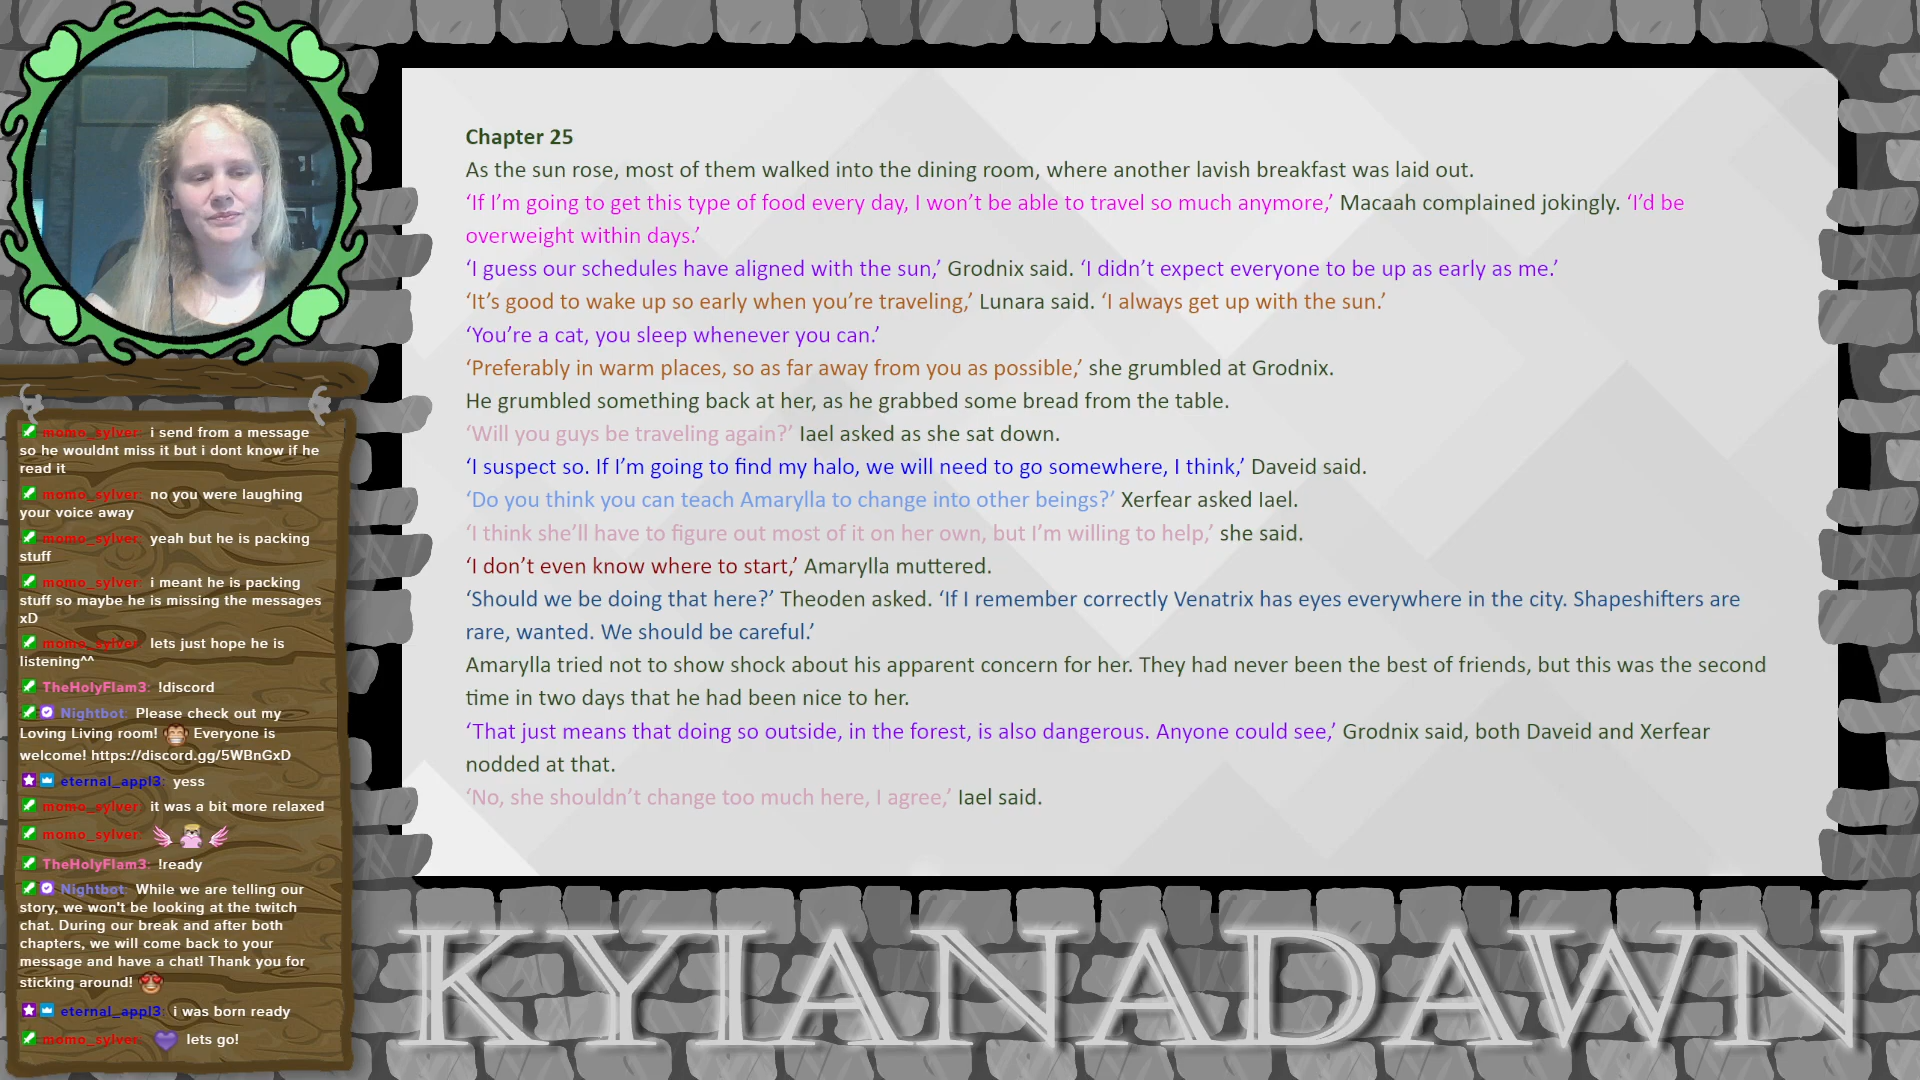 momo_sylver: i send from a message
so he wouldnt miss it but i dont know if he
read it
momo_sylver: no you were laughing
your voice away
momo_sylver: yeah but he is packing
stuff
momo_sylver: i meant he is packing
stuff so maybe he is missing the messages
xD
momo_sylver: lets just hope he is
listening^^
TheHolyFlam3: !discord
Nightbot: Please check out my
Loving Living room! Everyone is
welcome! https://discord.gg/5WBnGxD
eternal_appl3: yess
momo_sylver: it was a bit more relaxed
momo_sylver:
TheHolyFlam3: !ready
Nightbot: While we are telling our
story, we won't be looking at the twitch
chat. During our break and after both
chapters, we will come back to your
message and have a chat! Thank you for
sticking around!
eternal_appl3: i was born ready
momo_sylver: lets go!
Chapter 25
As the sun rose, most of them walked into the dining room, where another lavish breakfast was laid out.
‘If I’m going to get this type of food every day, I won’t be able to travel so much anymore,’ Macaah complained jokingly. ‘I’d be
overweight within days.’
‘I guess our schedules have aligned with the sun,’ Grodnix said. ‘I didn’t expect everyone to be up as early as me.’
‘It’s good to wake up so early when you’re traveling,’ Lunara said. ‘I always get up with the sun.’
‘You’re a cat, you sleep whenever you can.’
‘Preferably in warm places, so as far away from you as possible,’ she grumbled at Grodnix.
He grumbled something back at her, as he grabbed some bread from the table.
‘Will you guys be traveling again?’ Iael asked as she sat down.
‘I suspect so. If I’m going to find my halo, we will need to go somewhere, I think,’ Daveid said.
‘Do you think you can teach Amarylla to change into other beings?’ Xerfear asked Iael.
‘I think she’ll have to figure out most of it on her own, but I’m willing to help,’ she said.
‘I don’t even know where to start,’ Amarylla muttered.
‘Should we be doing that here?’ Theoden asked. ‘If I remember correctly Venatrix has eyes everywhere in the city. Shapeshifters are
rare, wanted. We should be careful.’
Amarylla tried not to show shock about his apparent concern for her. They had never been the best of friends, but this was the second
time in two days that he had been nice to her.
‘That just means that doing so outside, in the forest, is also dangerous. Anyone could see,’ Grodnix said, both Daveid and Xerfear
nodded at that.
‘No, she shouldn’t change too much here, I agree,’ Iael said.
KYIANADAWN